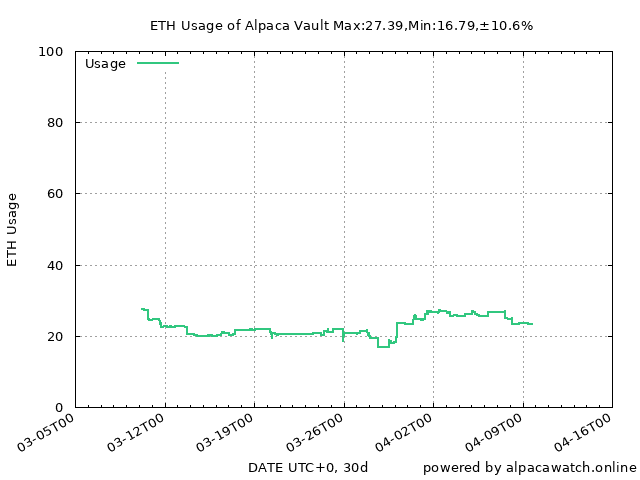 ETH Usage of Alpaca Vault Max:27.39,Min:16.79,±10.6%
Usage
100
80
60
40
20
0
ETH Usage
03-05T00
03-12T00
03-19T00
03-26T00
04-02T00
04-09T00
04-16T00
DATE UTC+0, 30d
powered by alpacawatch.online